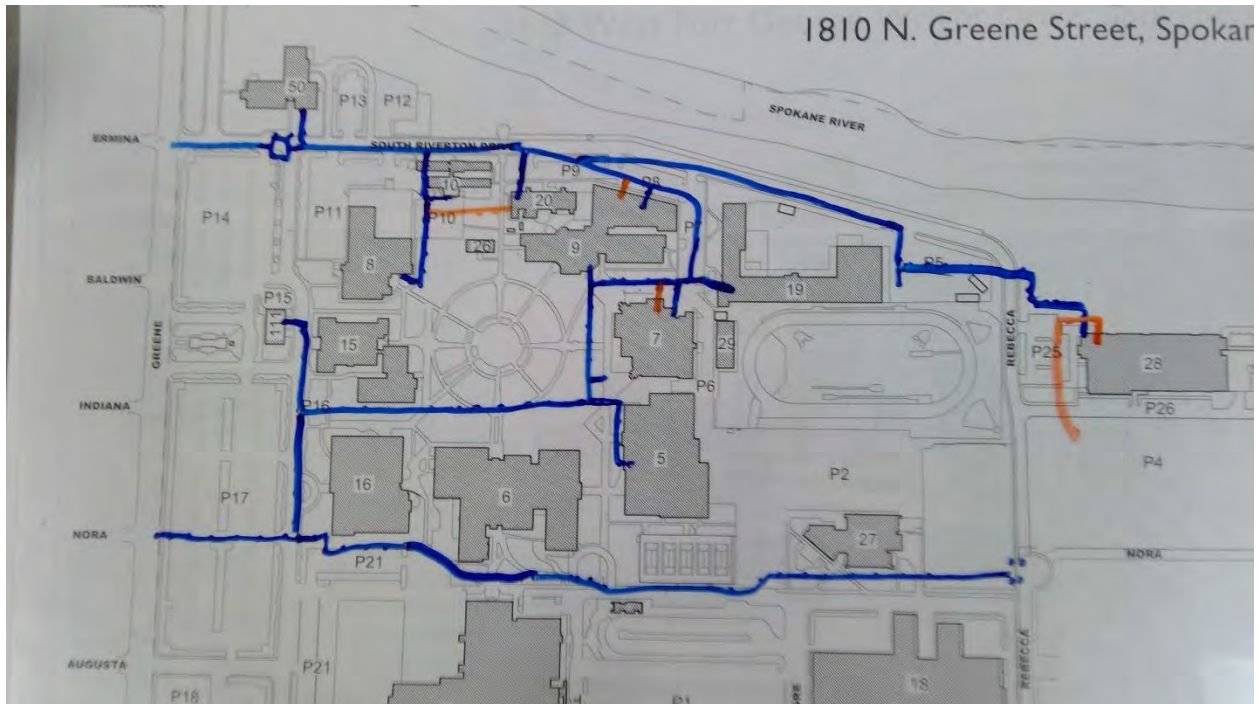 1810 N. Greene Street, Spokan
SPOKANE RIVER
50
P13
P12
ERMINA
SOUTH RIVERTON DRIVE
P9
P8
10
P14
P11
P10
20
26
9
8
P5
BALDWIN
19
P15
111
GREENE
15
7
29
REBECCA
P25
28
P6
INDIANA
P16
P26
5
P4
16
6
P2
P17
27
NORA
NORA
P21
AUGUSTA
P21
REBECCA
P18
18
P1